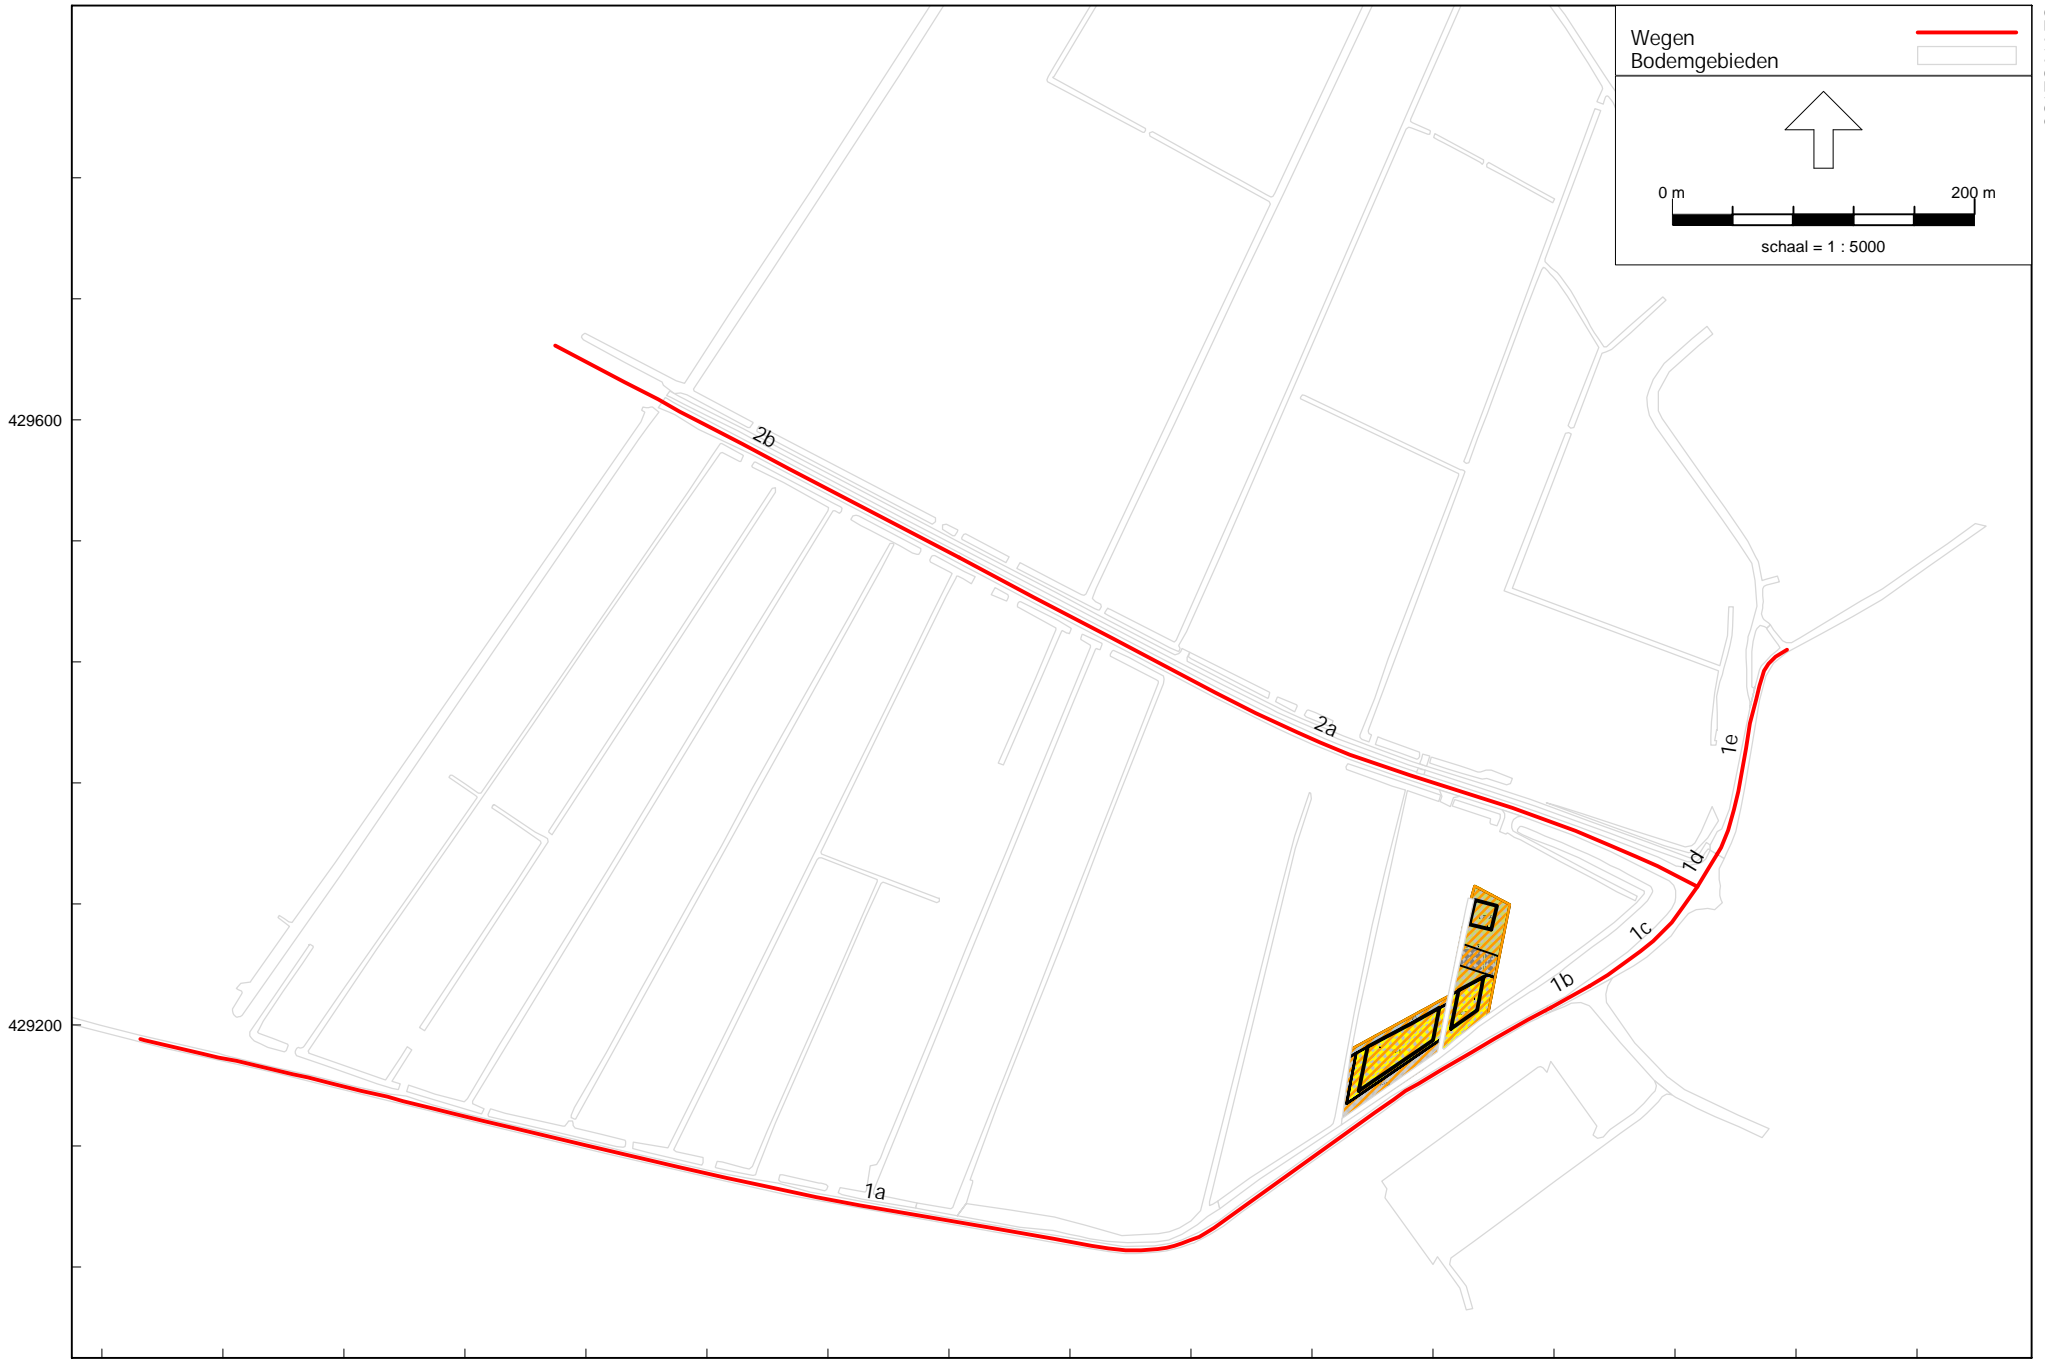 Wegen
Bodemgebieden
0 m 200 m
schaal = 1 : 5000
429600
2b
2a
1e
1d
1c
1b
429200
1a